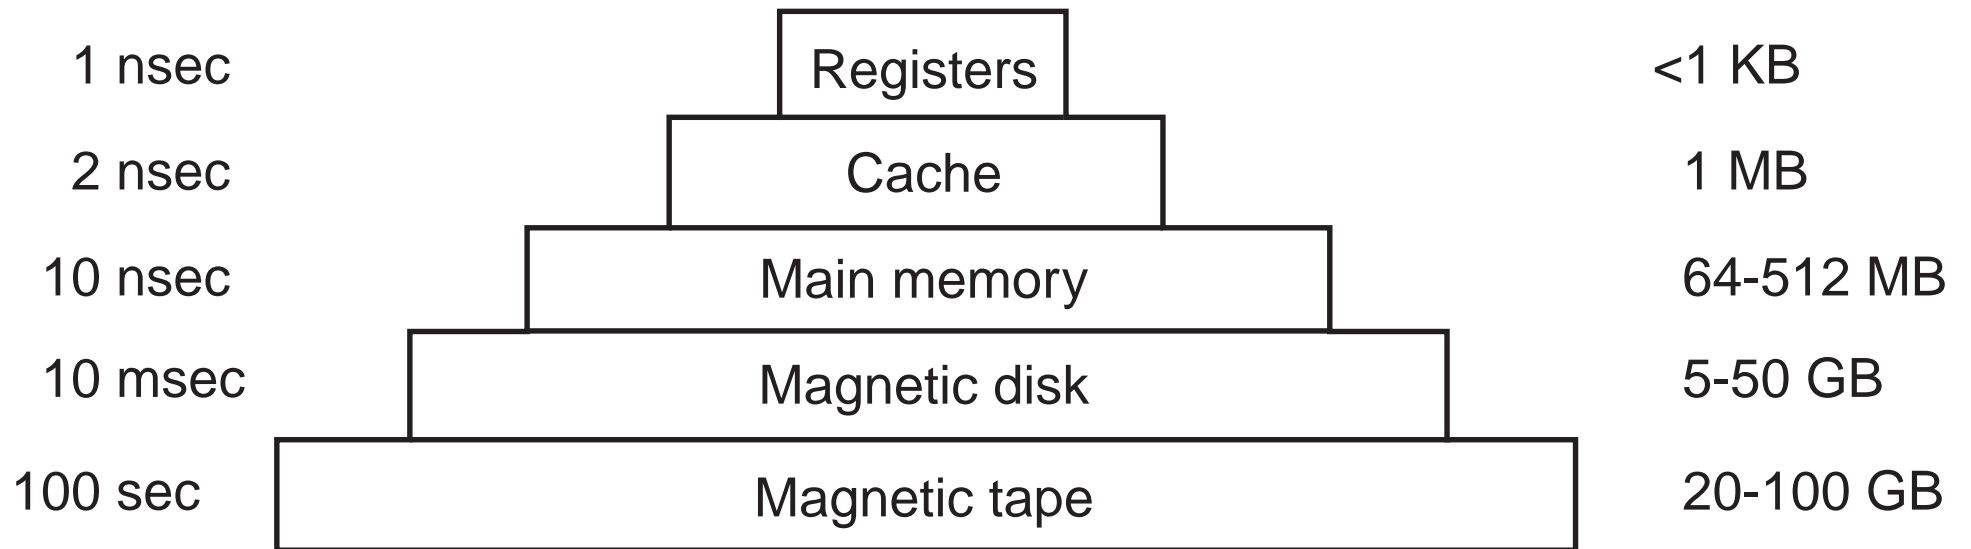 1 nsec Registers <1 KB
2 nsec Cache 1 MB
10 nsec Main memory 64-512 MB
10 msec Magnetic disk 5-50 GB
100 sec Magnetic tape 20-100 GB